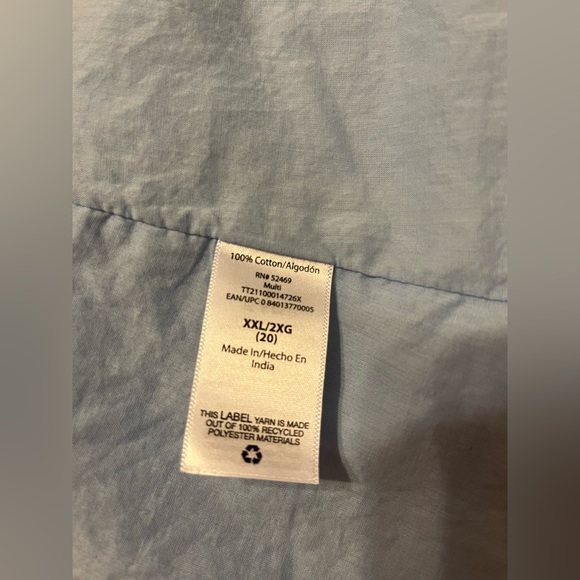 100% Cotton/Algodón
RN# 52469
Multi
TT21100014726X
EAN/UPC 0 84013770005
XXL/2XG
(20)
Made In/Hecho En
India
THIS LABEL YARN IS MADE
OUT OF 100% RECYCLED
POLYESTER MATERIALS